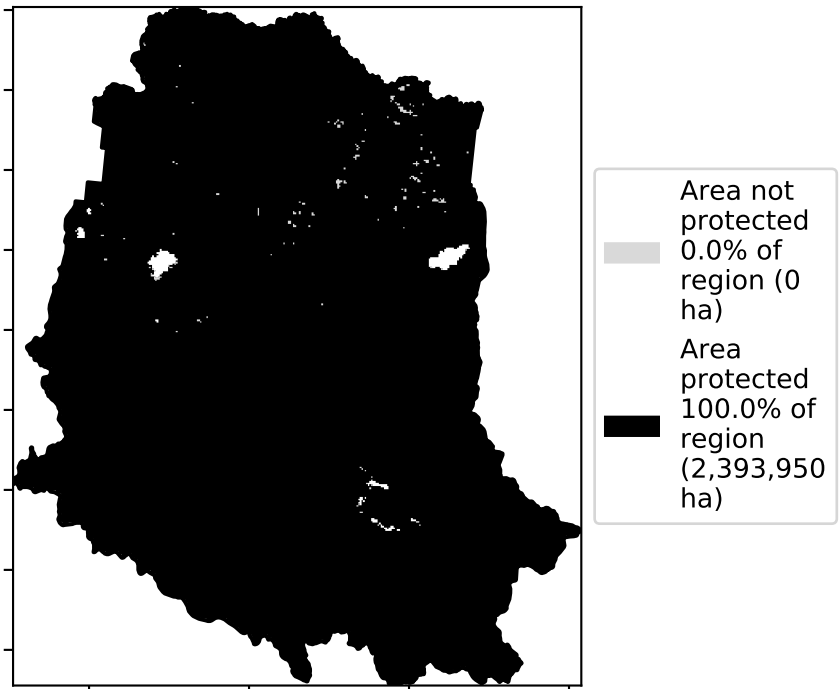 Area not
protected
0.0% of
region (0
ha)
Area
protected
100.0% of
region
(2,393,950
ha)